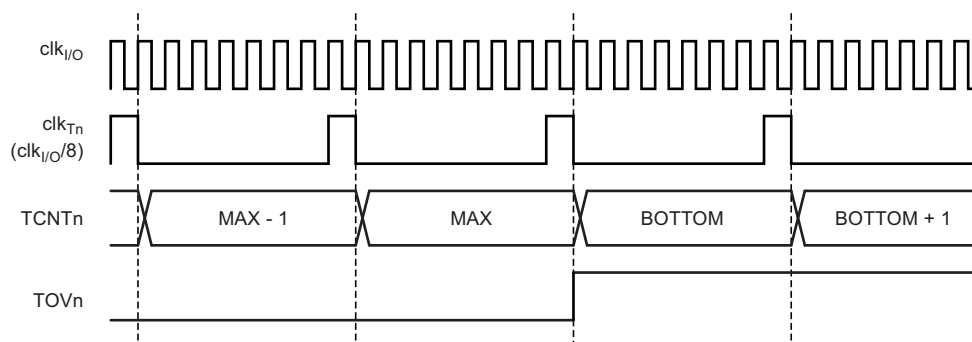 clkI/O
clkTn
(clkI/O/8)
TCNTn
MAX - 1
MAX
BOTTOM
BOTTOM + 1
TOVn